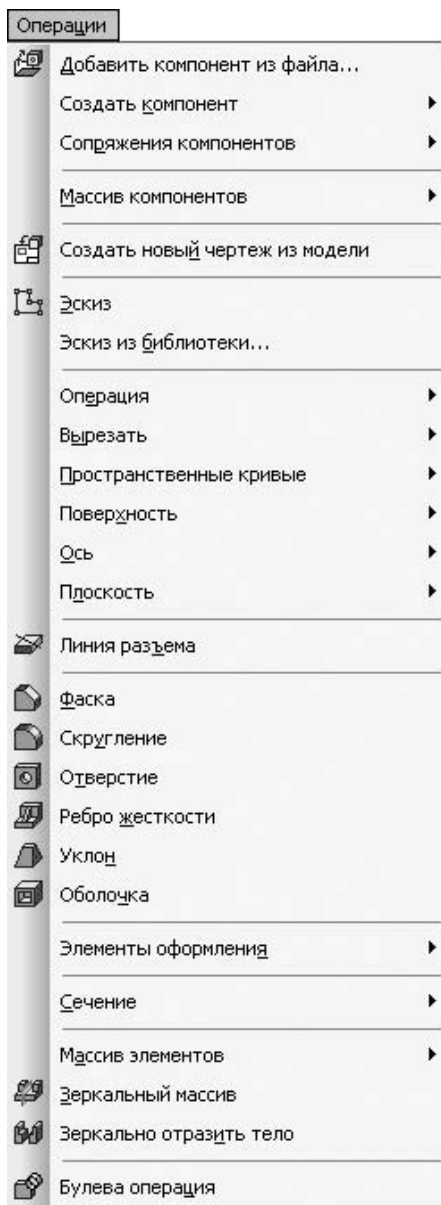 Операции
Добавить компонент из файла...
Создать компонент
Сопряжения компонентов
Массив компонентов
Создать новый чертеж из модели
Эскиз
Эскиз из библиотеки...
Операция
Вырезать
Пространственные кривые
Поверхность
Ось
Плоскость
Линия разъема
Фаска
Скругление
Отверстие
Ребро жесткости
Уклон
Оболочка
Элементы оформления
Сечение
Массив элементов
Зеркальный массив
Зеркально отразить тело
Булева операция